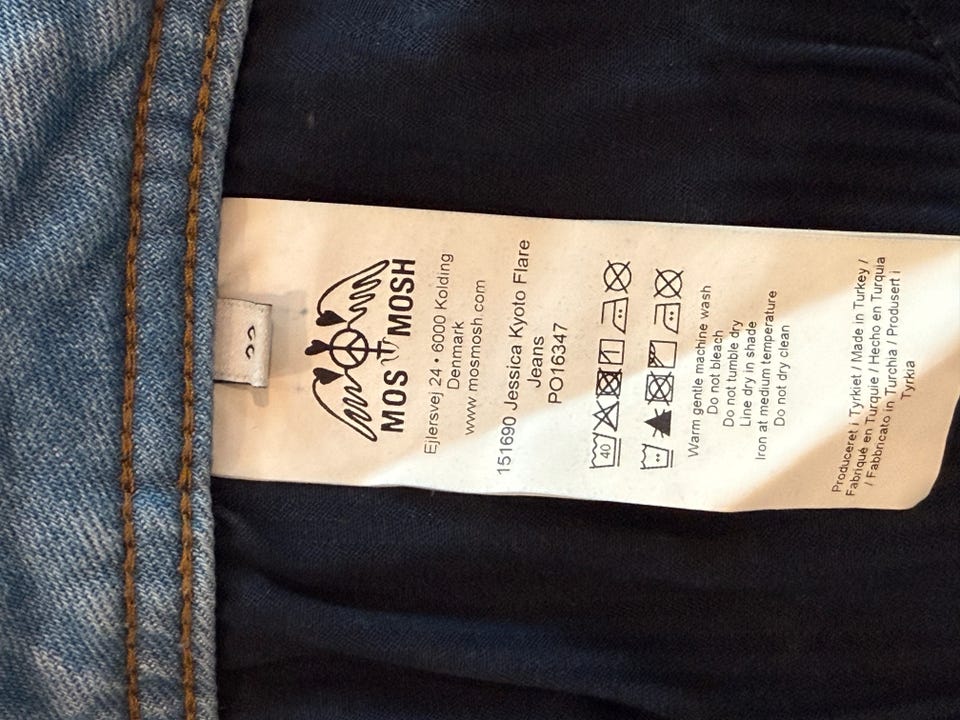 MOS MOSH
Ejlersvej 24 • 6000 Kolding
Denmark
www.mosmosh.com
151690 Jessica Kyoto Flare
Jeans
PO16347
40
Warm gentle machine wash
Do not bleach
Do not tumble dry
Line dry in shade
Iron at medium temperature
Do not dry clean
Produceret i Tyrkiet / Made in Turkey /
Fabriqué en Turquie / Hecho en Turquia
/ Fabbricato in Turchia / Produsert i
Tyrkia